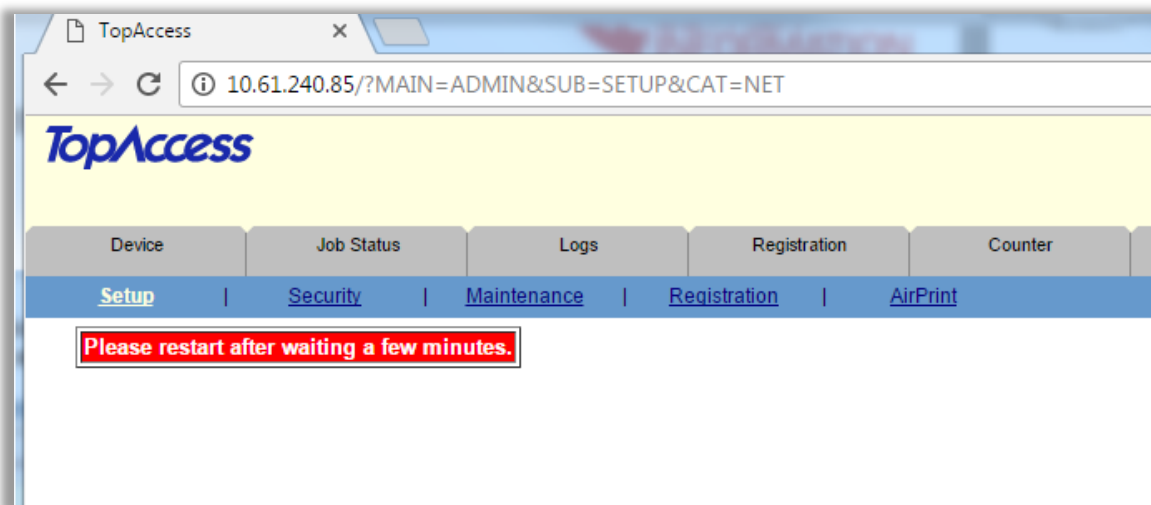 TopAccess
10.61.240.85/?MAIN=ADMIN&SUB=SETUP&CAT=NET
TopAccess
Device Job Status Logs Registration Counter
Setup | Security | Maintenance | Registration | AirPrint
Please restart after waiting a few minutes.